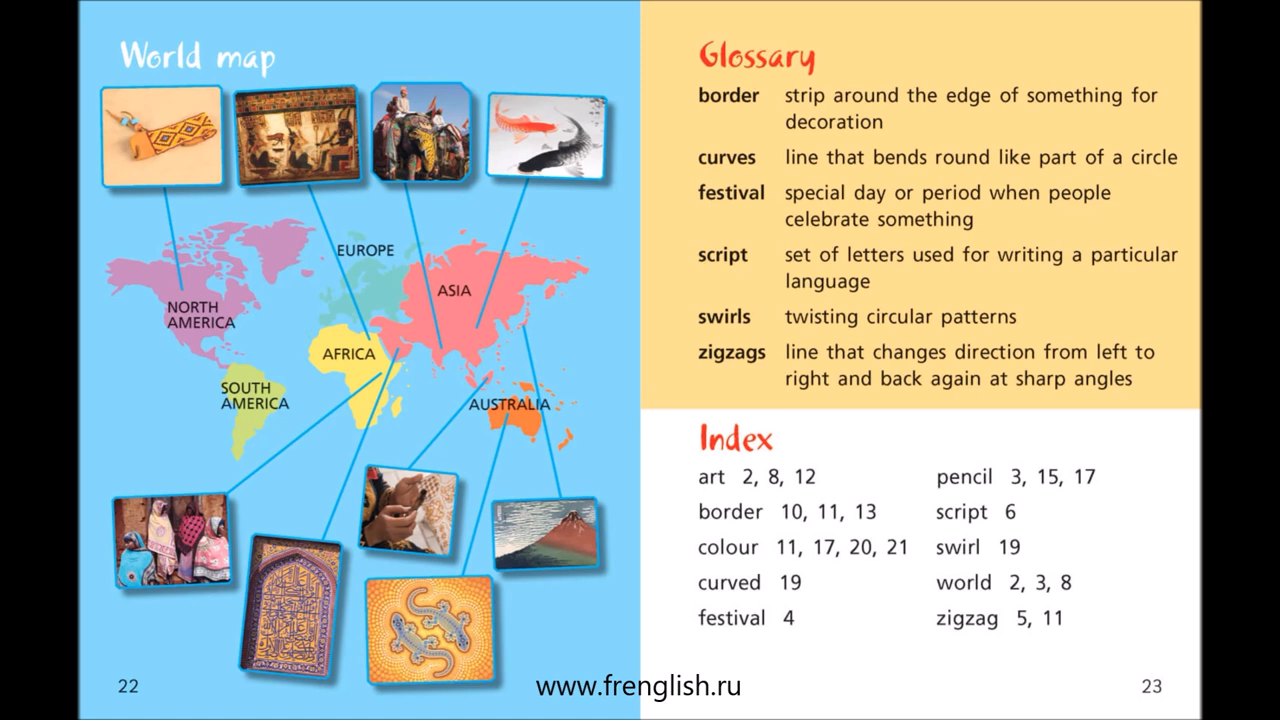 World map
EUROPE
ASIA
NORTH
AMERICA
AFRICA
SOUTH
AMERICA
AUSTRALIA
22
Glossary
border strip around the edge of something for
decoration
curves line that bends round like part of a circle
festival special day or period when people
celebrate something
script set of letters used for writing a particular
language
swirls twisting circular patterns
zigzags line that changes direction from left to
right and back again at sharp angles
Index
art 2, 8, 12
border 10, 11, 13
colour 11, 17, 20, 21
curved 19
festival 4
pencil 3, 15, 17
script 6
swirl 19
world 2, 3, 8
zigzag 5, 11
www.frenglish.ru
23